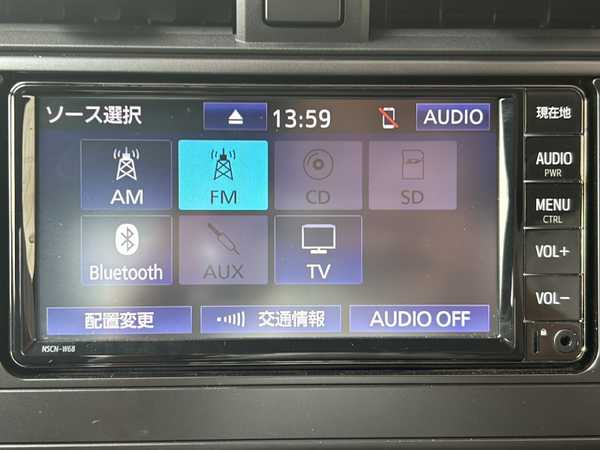 ソース選択
13:59
AUDIO
現在地
AM
FM
CD
SD
AUDIO
PWR
MENU
CTRL
Bluetooth
AUX
TV
VOL+
VOL−
配置変更
交通情報
AUDIO OFF
NSCN-W68